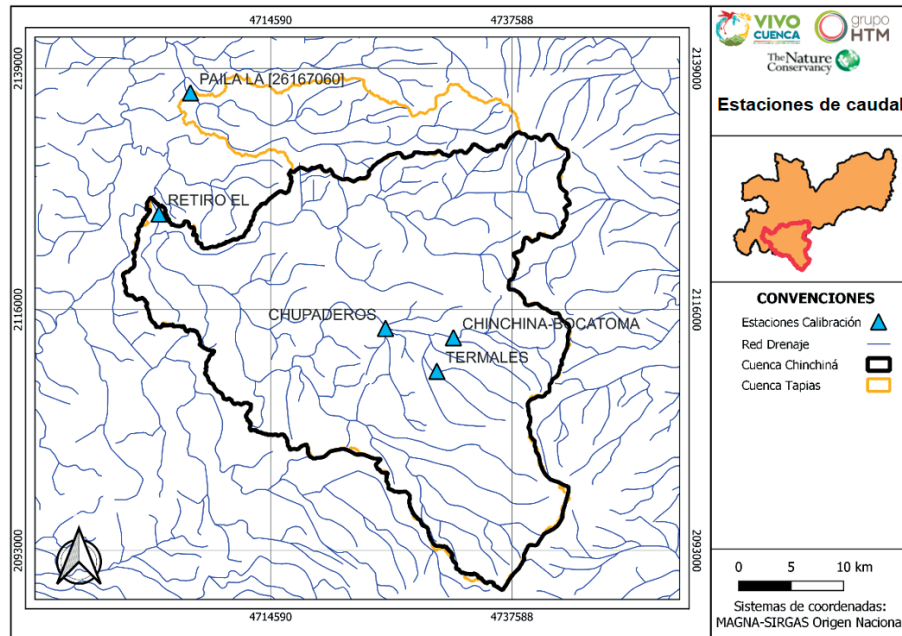 4714590
4737588
2139000
2139000
PAILA LA [26167060]
RETIRO EL
2116000
2116000
CHUPADEROS
CHINCHINA-BOCATOMA
TERMALES
2093000
2093000
4714590
4737588
VIVO
CUENCA
grupo
HTM
The Nature
Conservancy
Estaciones de caudal
CONVENCIONES
Estaciones Calibración
Red Drenaje
Cuenca Chinchiná
Cuenca Tapias
0 5 10 km
Sistemas de coordenadas:
MAGNA-SIRGAS Origen Naciona